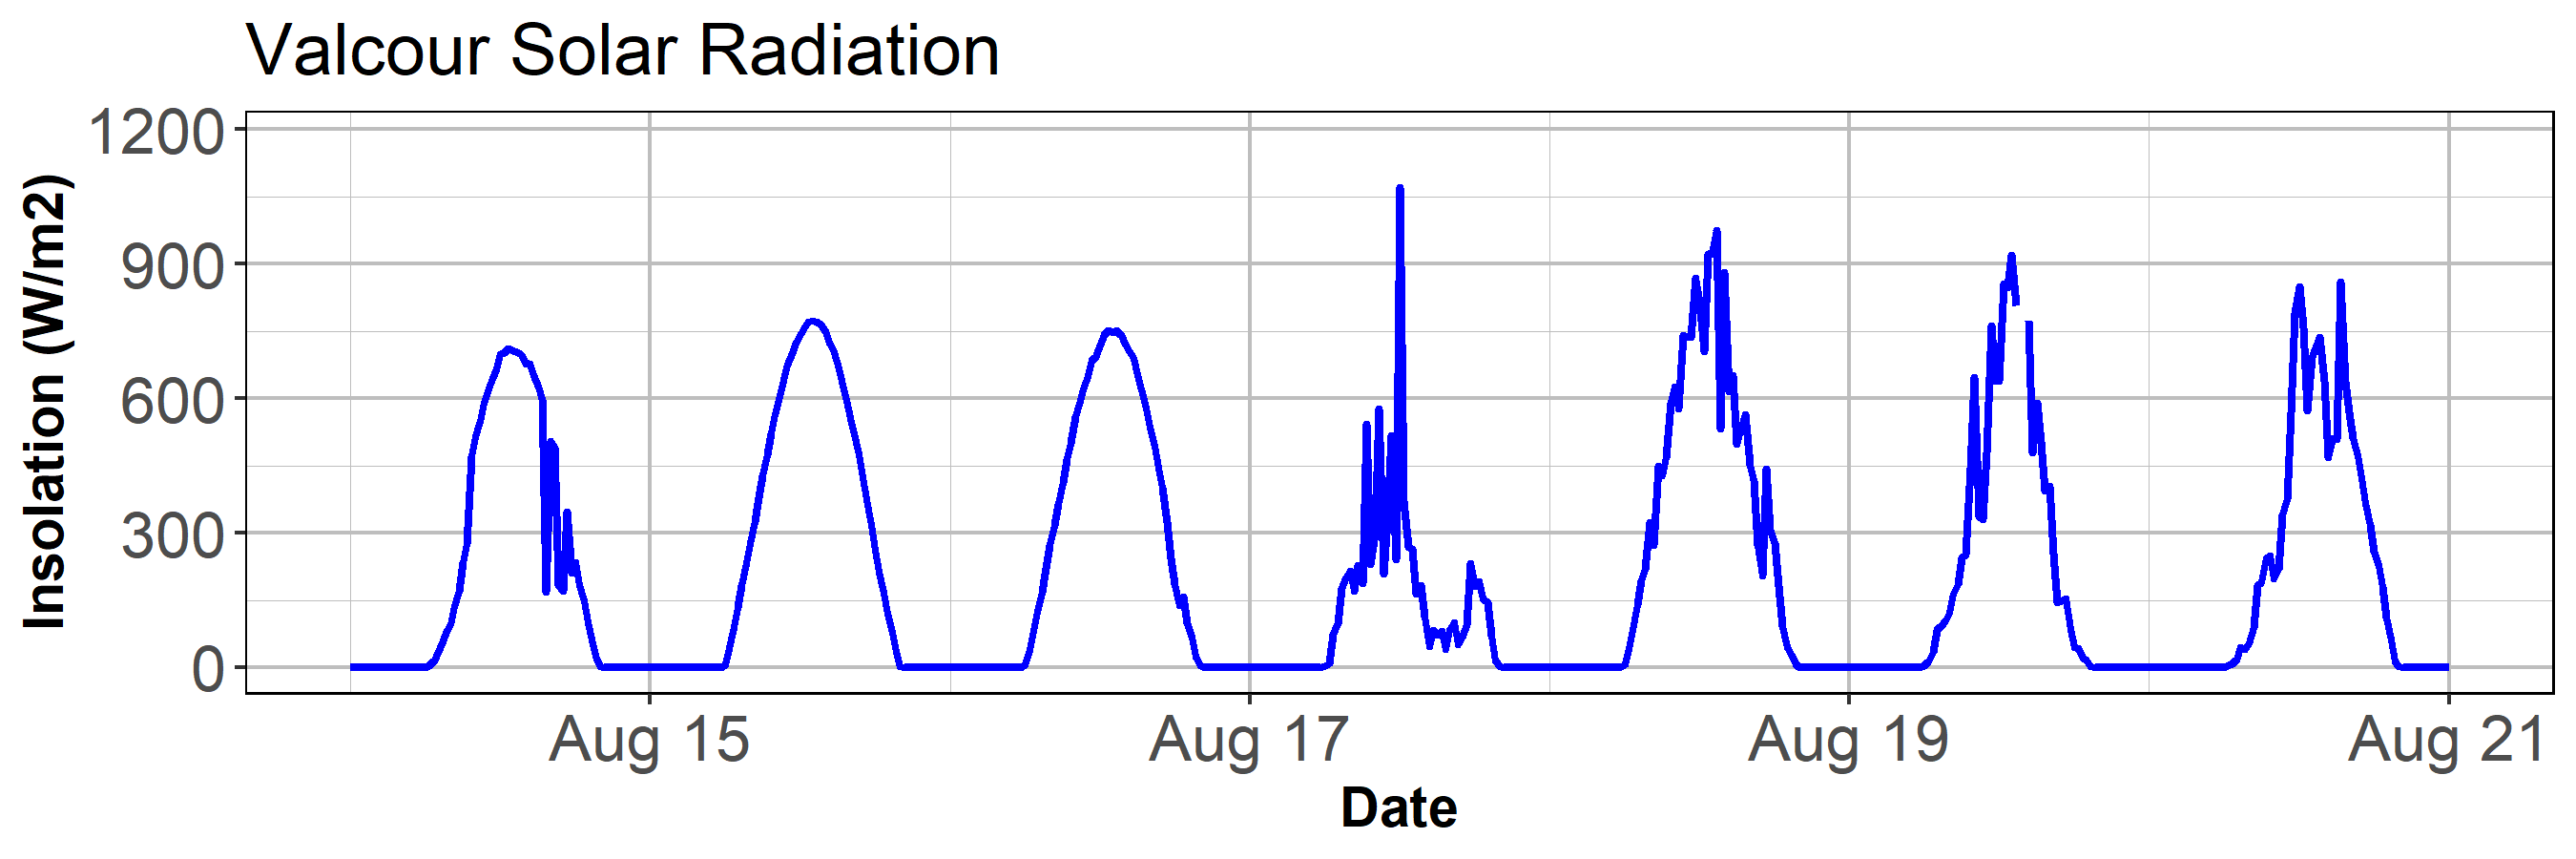 Valcour Solar Radiation
1200
900
600
300
0
Insolation (W/m2)
Aug 15
Aug 17
Aug 19
Aug 21
Date